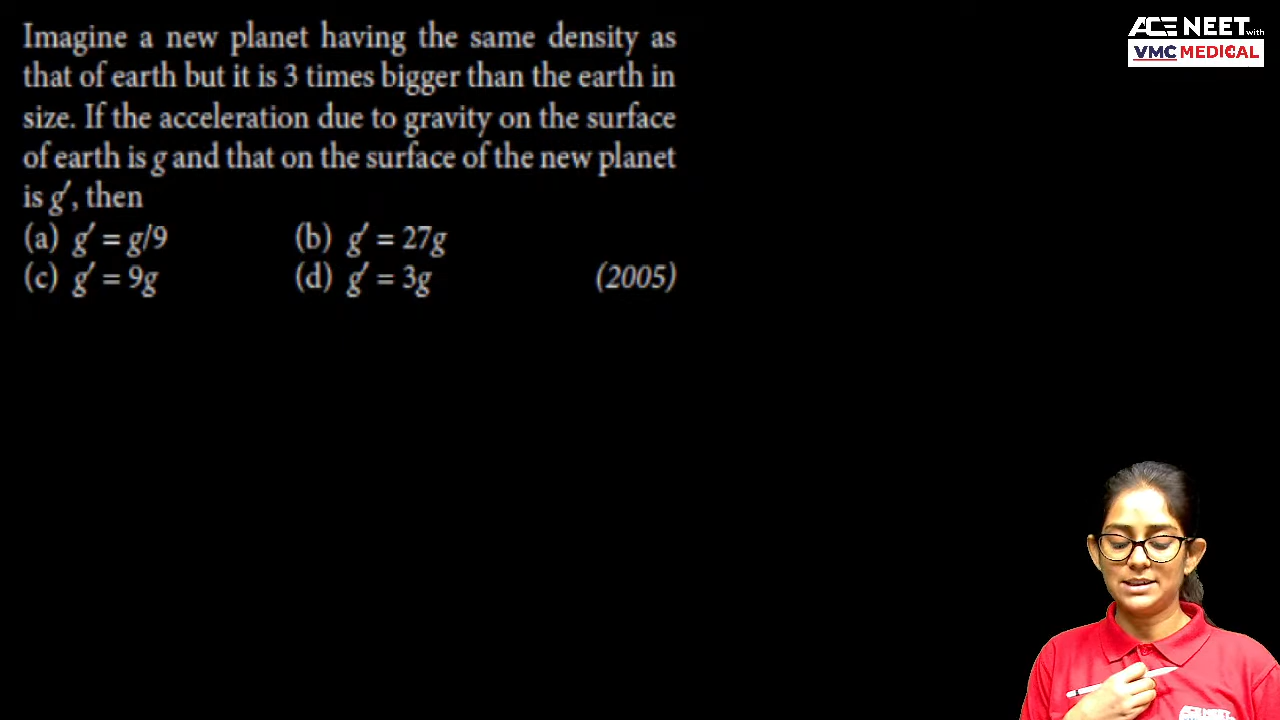 Imagine a new planet having the same density as
that of earth but it is 3 times bigger than the earth in
size. If the acceleration due to gravity on the surface
of earth is g and that on the surface of the new planet
is g′, then
(a) g′ = g/9 (b) g′ = 27g
(c) g′ = 9g (d) g′ = 3g (2005)
ACE NEET with
VMC MEDICAL
ACE NEET